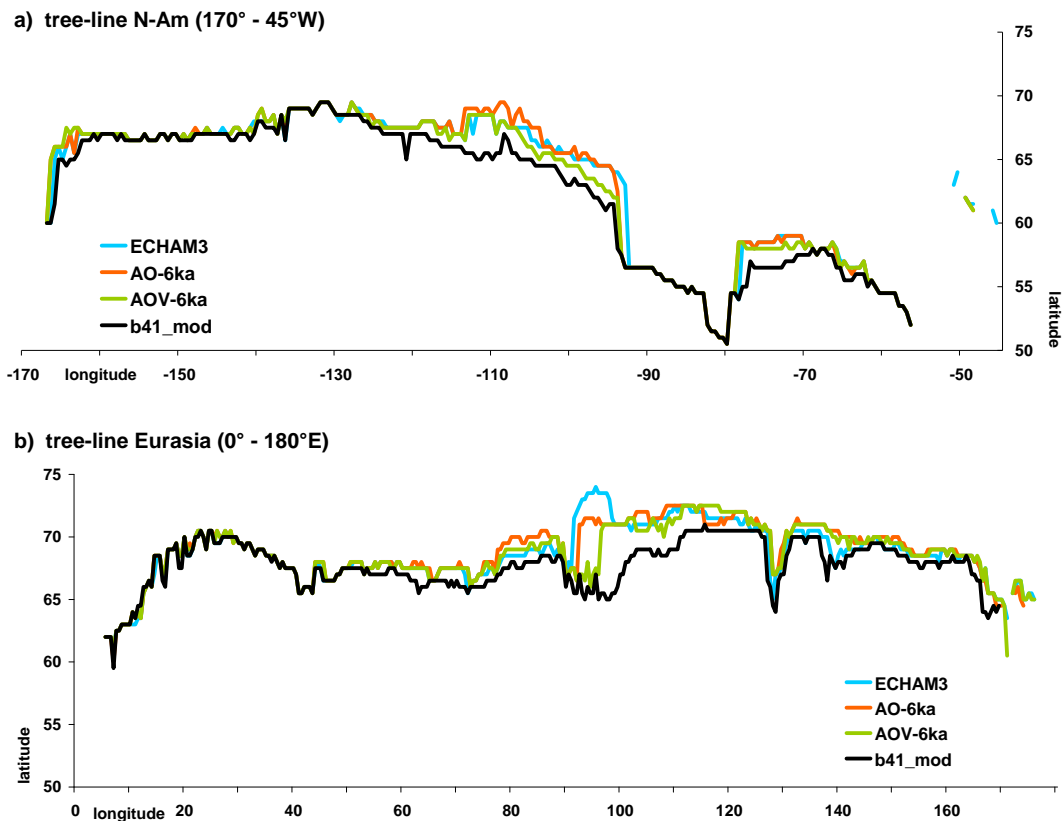 a) tree-line N-Am (170° - 45°W)
75
70
65
60
55
50
latitude
ECHAM3
AO-6ka
AOV-6ka
b41_mod
-170 longitude -150 -130 -110 -90 -70 -50
b) tree-line Eurasia (0° - 180°E)
75
70
65
60
55
50
latitude
ECHAM3
AO-6ka
AOV-6ka
b41_mod
0 longitude 20 40 60 80 100 120 140 160